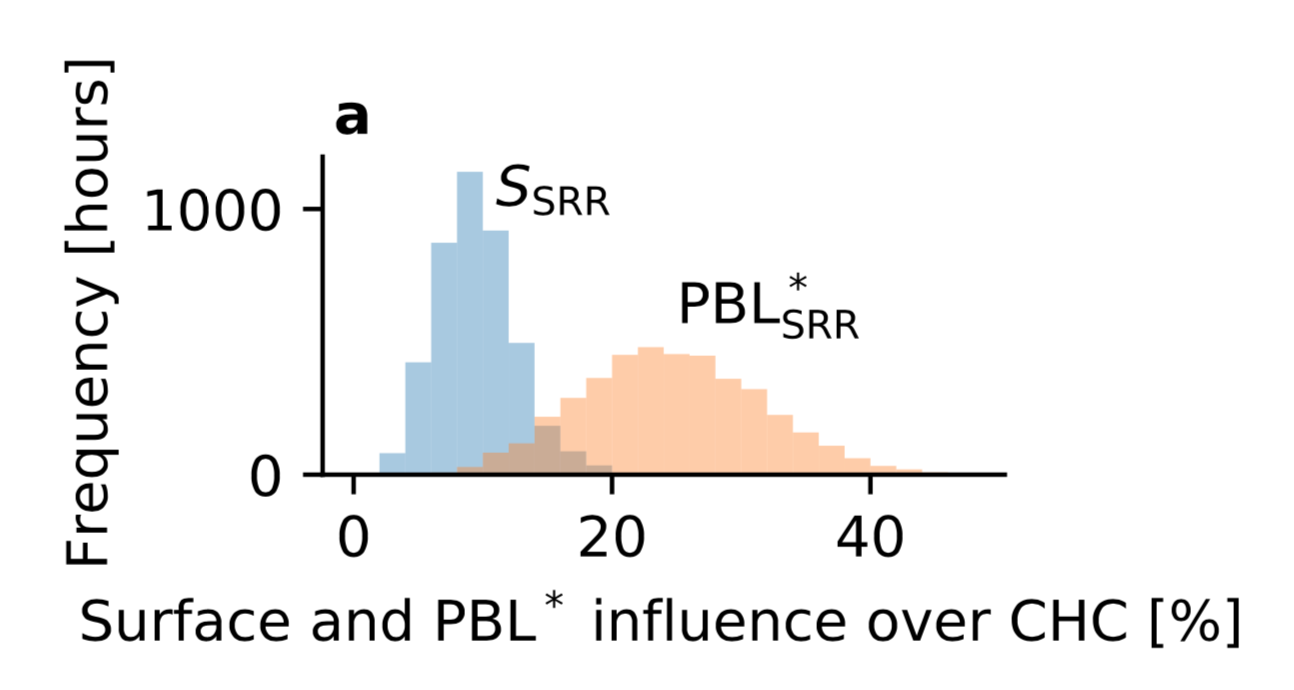 a
Frequency [hours]
1000
0
S_SRR
PBL*_SRR
0 20 40
Surface and PBL* influence over CHC [%]